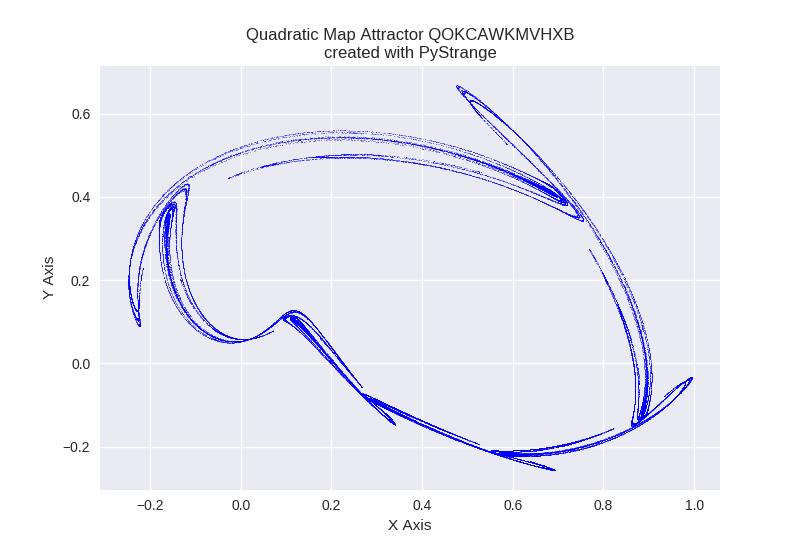 Quadratic Map Attractor QOKCAWKMVHXB
created with PyStrange
0.6
0.4
0.2
0.0
−0.2
Y Axis
−0.2 0.0 0.2 0.4 0.6 0.8 1.0
X Axis